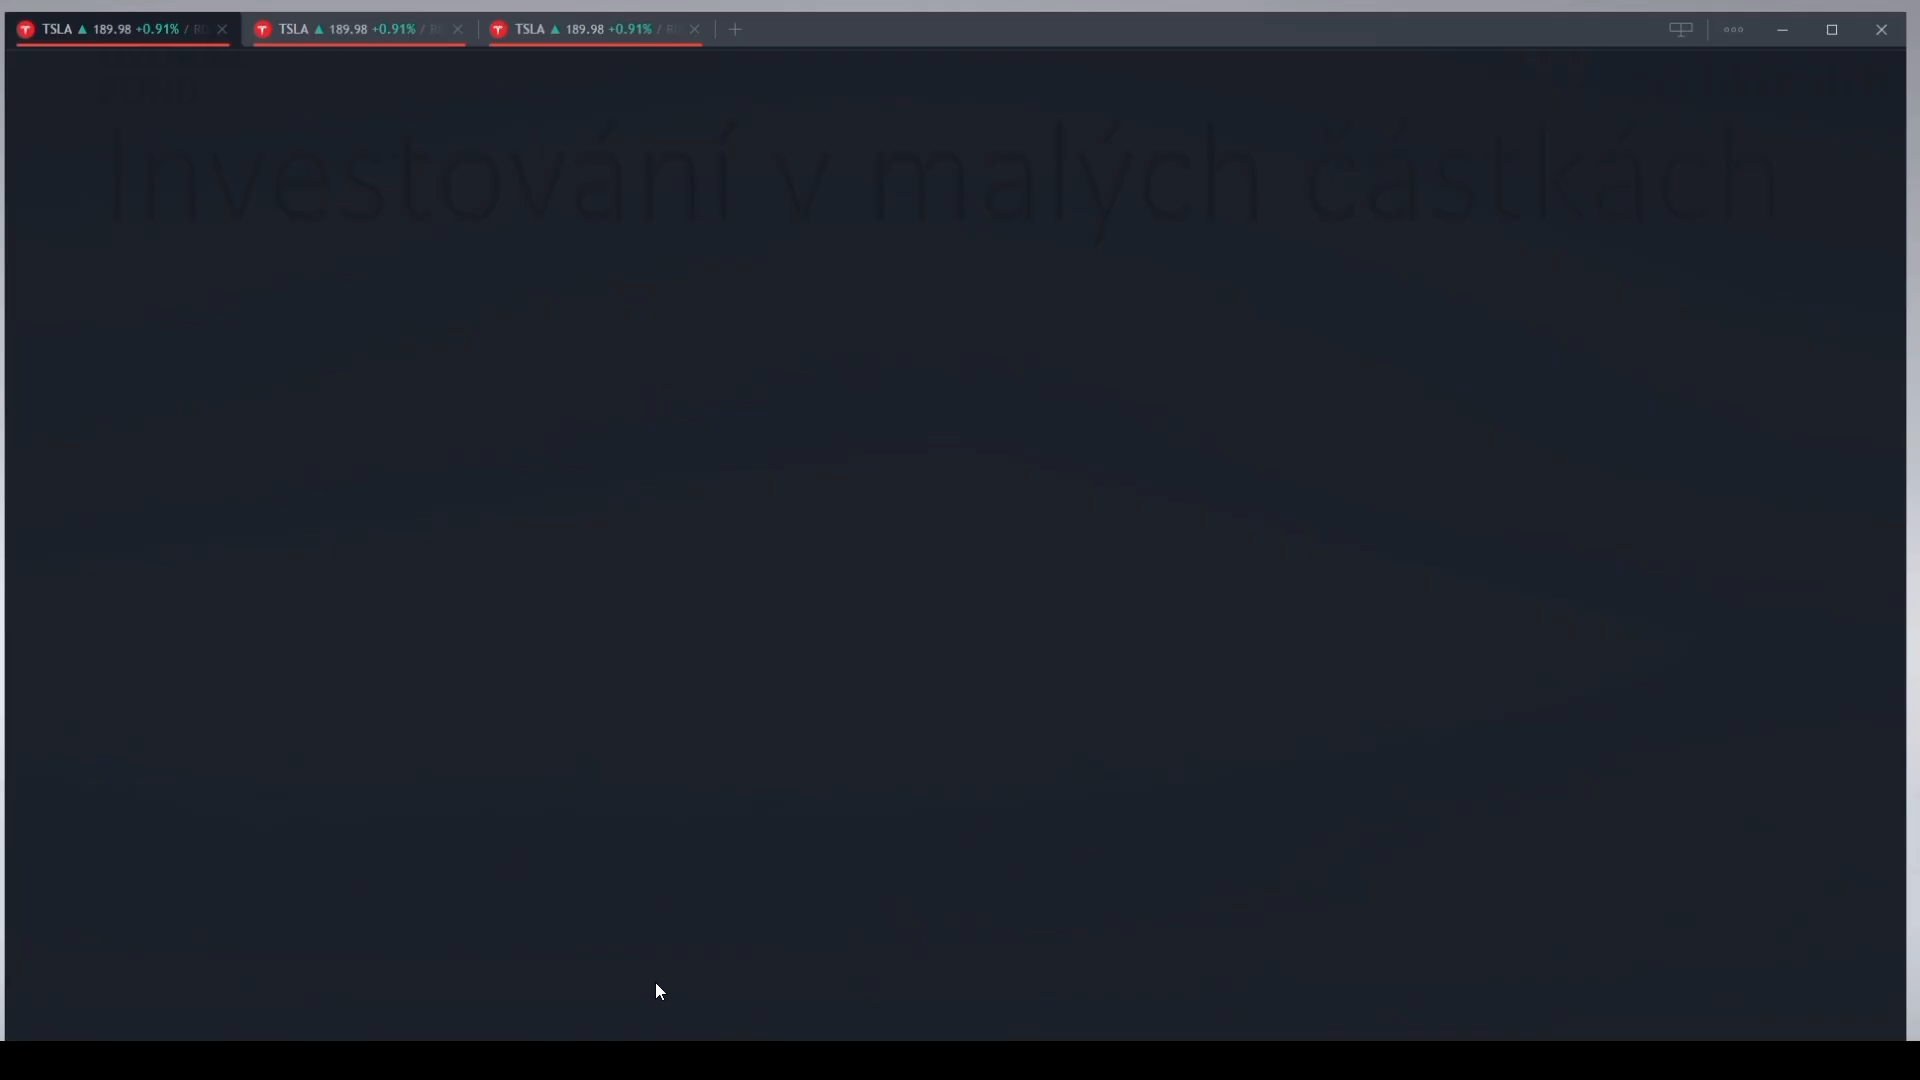 TSLA ▲ 189.98 +0.91% /
TSLA ▲ 189.98 +0.91% /
TSLA ▲ 189.98 +0.91% /
Investování v malých částkách